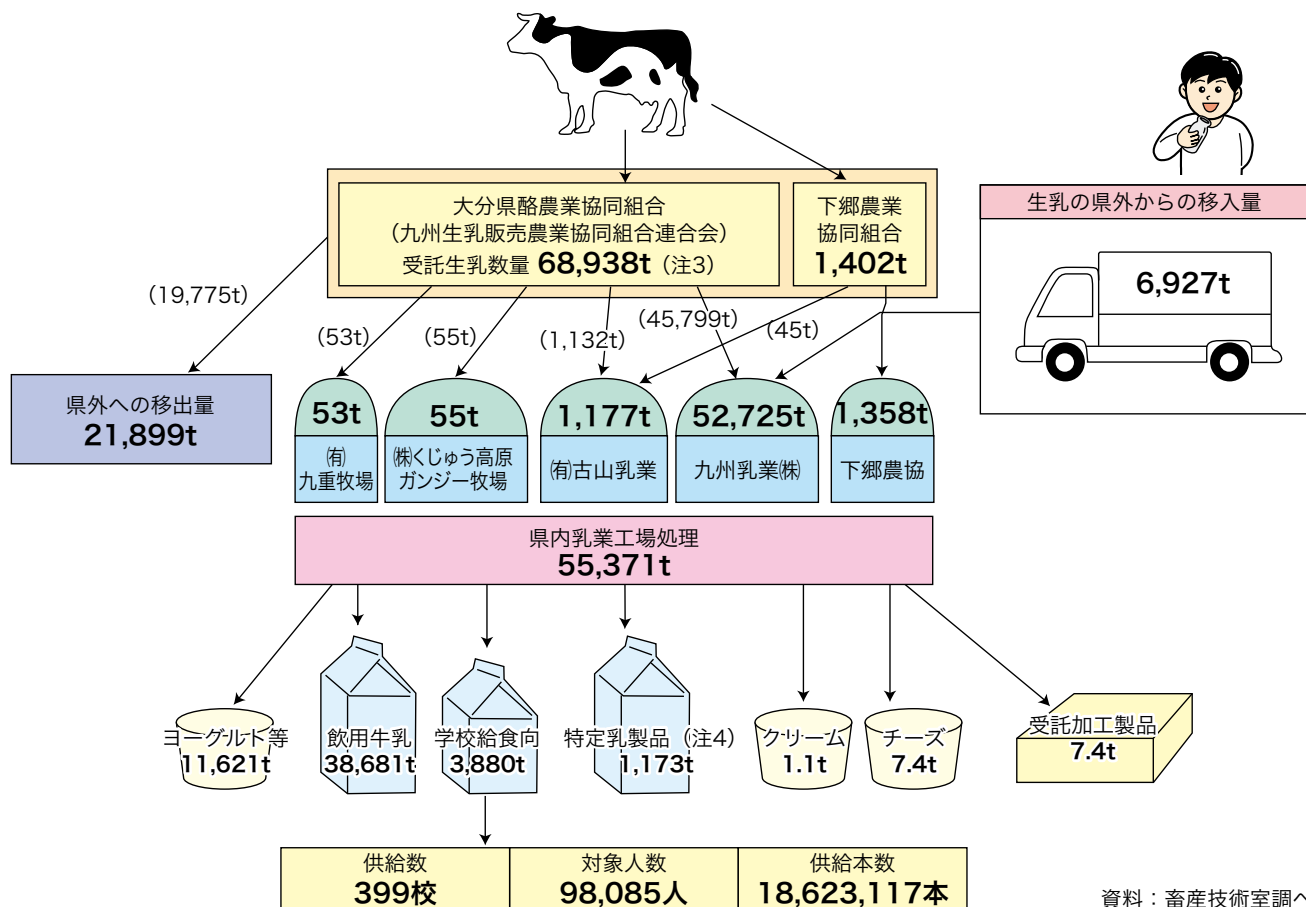 大分県酪農業協同組合
（九州生乳販売農業協同組合連合会）
受託生乳数量 68,938t（注3）
下郷農業
協同組合
1,402t
生乳の県外からの移入量
6,927t
（19,775t）
（53t）
（55t）
（1,132t）
（45,799t）
（45t）
県外への移出量
21,899t
53t
㈲
九重牧場
55t
㈱くじゅう高原
ガンジー牧場
1,177t
㈲古山乳業
52,725t
九州乳業㈱
1,358t
下郷農協
県内乳業工場処理
55,371t
ヨーグルト等
11,621t
飲用牛乳
38,681t
学校給食向
3,880t
特定乳製品（注4）
1,173t
クリーム
1.1t
チーズ
7.4t
受託加工製品
7.4t
供給数
399校
対象人数
98,085人
供給本数
18,623,117本
資料：畜産技術室調べ